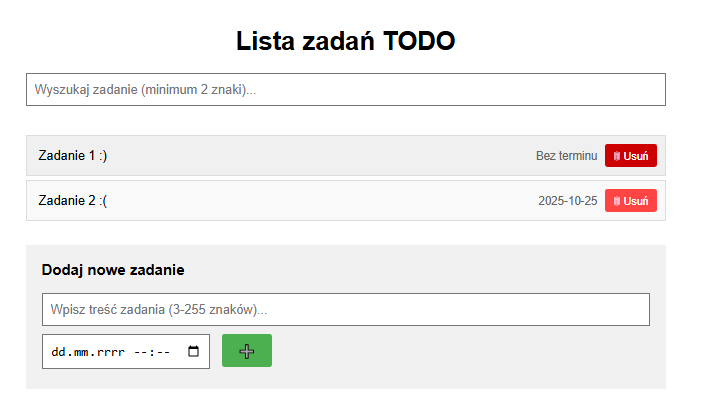 Lista zadań TODO
Wyszukaj zadanie (minimum 2 znaki)...
Zadanie 1 :) Bez terminu Usuń
Zadanie 2 :( 2025-10-25 Usuń
Dodaj nowe zadanie
Wpisz treść zadania (3-255 znaków)...
dd.mm.rrrr --:--